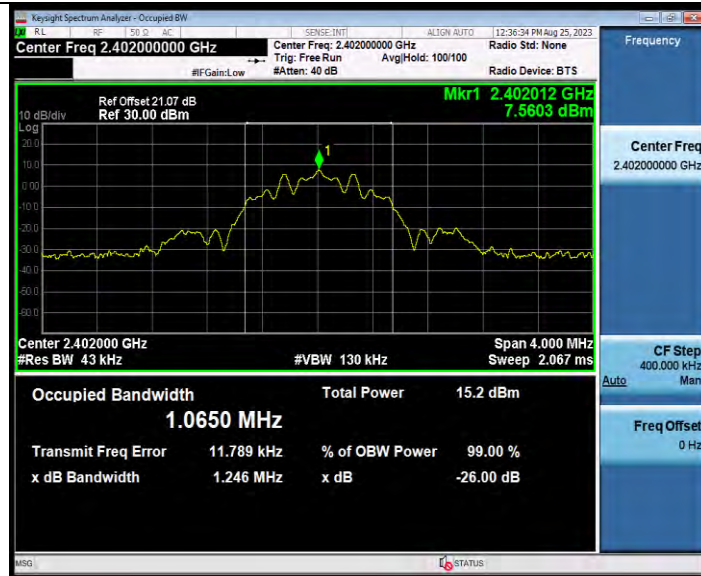 Keysight Spectrum Analyzer - Occupied BW
LXI RL RF 50 Ω AC SENSE:INT ALIGN AUTO 12:36:34 PM Aug 25, 2023
Center Freq 2.402000000 GHz
Center Freq: 2.402000000 GHz
Radio Std: None
Trig: Free Run Avg|Hold: 100/100
#IFGain:Low #Atten: 40 dB Radio Device: BTS
Mkr1 2.402012 GHz
7.5603 dBm
Ref Offset 21.07 dB
10 dB/div Ref 30.00 dBm
Log
20.0
10.0
0.00
-10.0
-20.0
-30.0
-40.0
-50.0
-60.0
1
Center 2.402000 GHz Span 4.000 MHz
#Res BW 43 kHz #VBW 130 kHz Sweep 2.067 ms
Occupied Bandwidth Total Power 15.2 dBm
1.0650 MHz
Transmit Freq Error 11.789 kHz % of OBW Power 99.00 %
x dB Bandwidth 1.246 MHz x dB -26.00 dB
Frequency
Center Freq
2.402000000 GHz
CF Step
400.000 kHz
Auto Man
Freq Offset
0 Hz
MSG STATUS